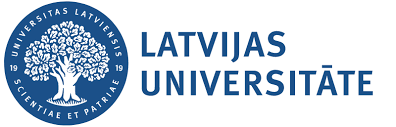 UNIVERSITAS LATVIENSIS
19 19
SCIENTIAE ET PATRIAE
LATVIJAS
UNIVERSITĀTE